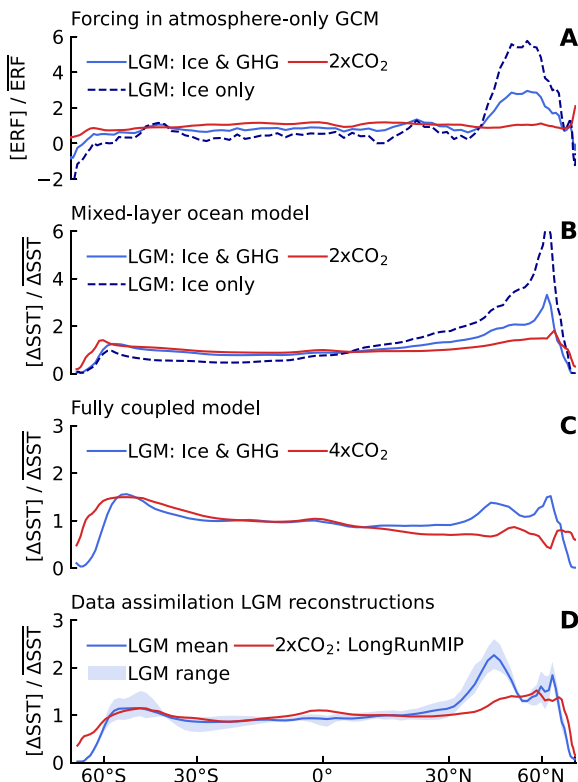 Forcing in atmosphere-only GCM
A
[ERF] / ERF
6
4
2
0
−2
LGM: Ice & GHG
2xCO₂
LGM: Ice only
Mixed-layer ocean model
B
[ΔSST] / ΔSST
6
4
2
0
LGM: Ice & GHG
2xCO₂
LGM: Ice only
Fully coupled model
C
[ΔSST] / ΔSST
3
2
1
0
LGM: Ice & GHG
4xCO₂
Data assimilation LGM reconstructions
D
[ΔSST] / ΔSST
3
2
1
0
LGM mean
2xCO₂: LongRunMIP
LGM range
60°S
30°S
0°
30°N
60°N